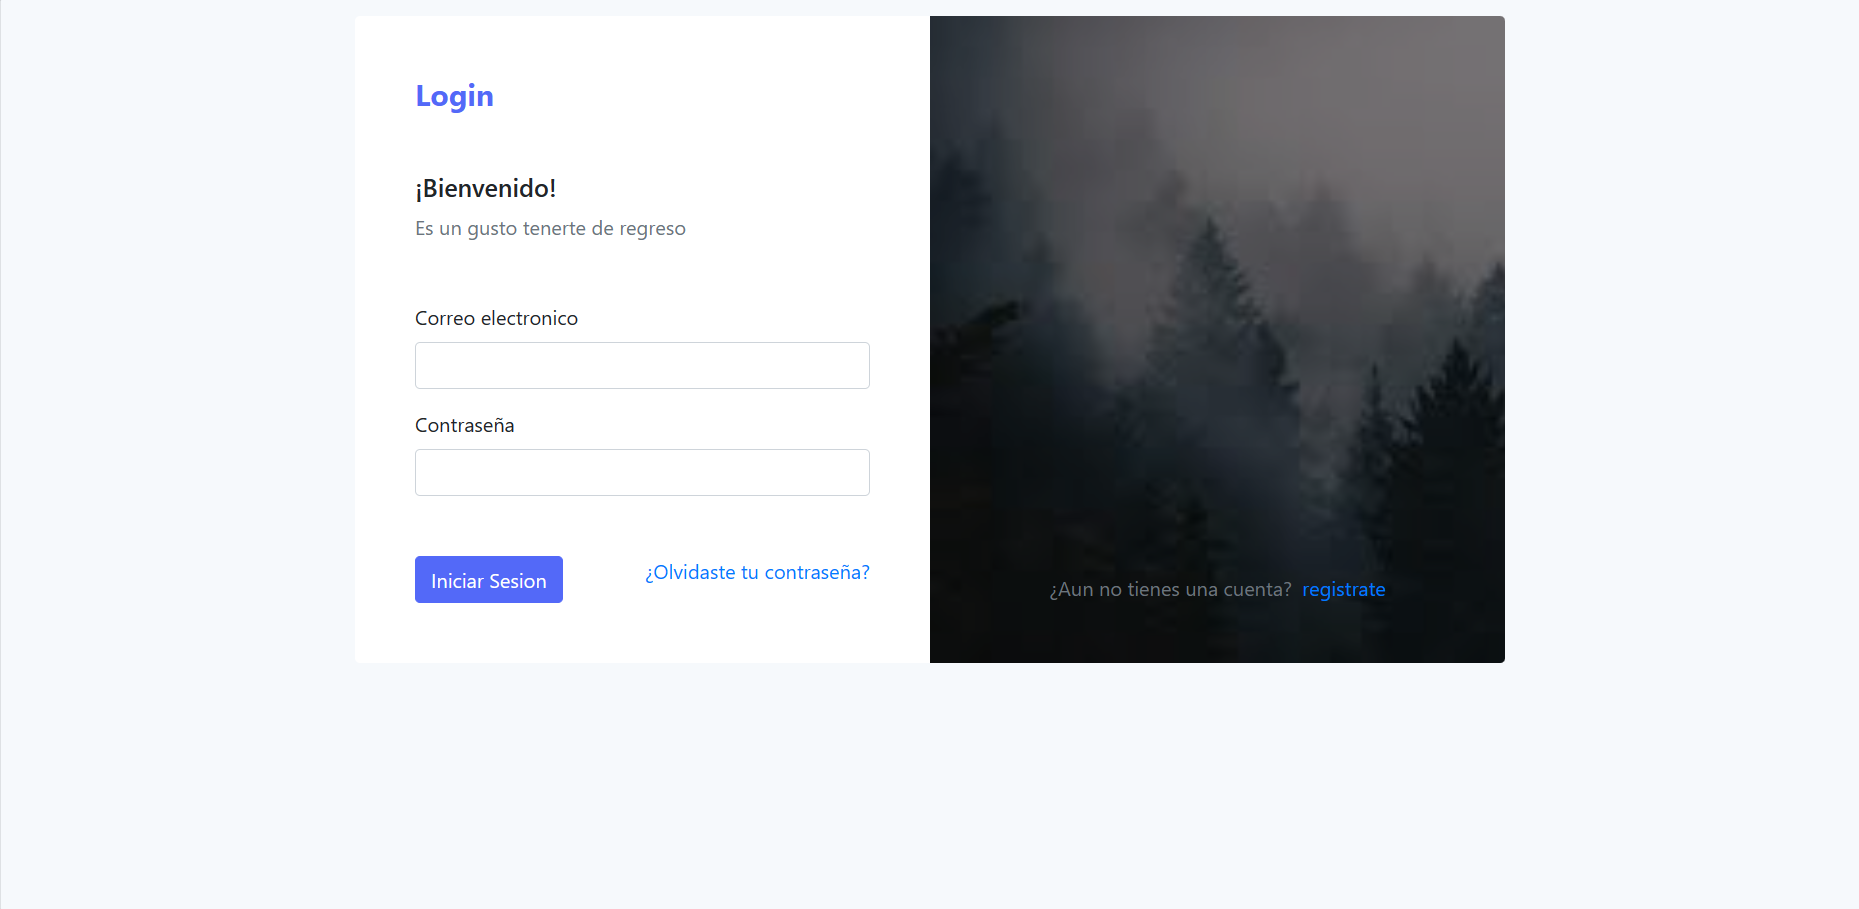 Login
¡Bienvenido!
Es un gusto tenerte de regreso
Correo electronico
Contraseña
Iniciar Sesion
¿Olvidaste tu contraseña?
¿Aun no tienes una cuenta? registrate